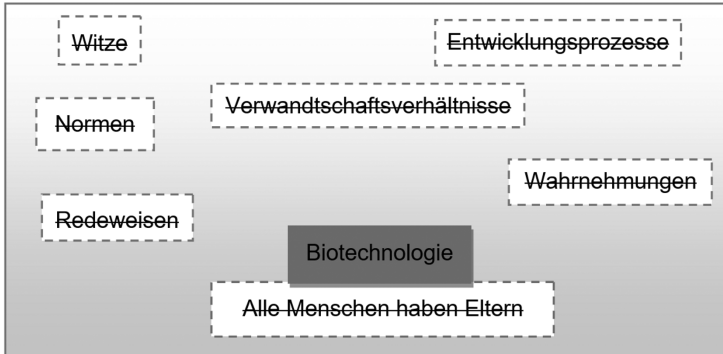 Witze
Entwicklungsprozesse
Verwandtschaftsverhältnisse
Normen
Wahrnehmungen
Redeweisen
Biotechnologie
Alle Menschen haben Eltern